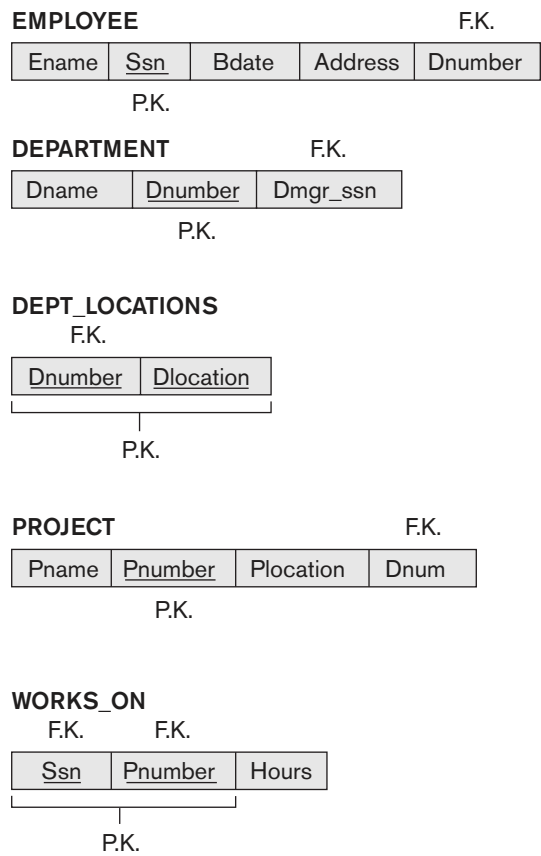 EMPLOYEE F.K.
Ename Ssn Bdate Address Dnumber
P.K.
DEPARTMENT F.K.
Dname Dnumber Dmgr_ssn
P.K.
DEPT_LOCATIONS
F.K.
Dnumber Dlocation
P.K.
PROJECT F.K.
Pname Pnumber Plocation Dnum
P.K.
WORKS_ON
F.K. F.K.
Ssn Pnumber Hours
P.K.